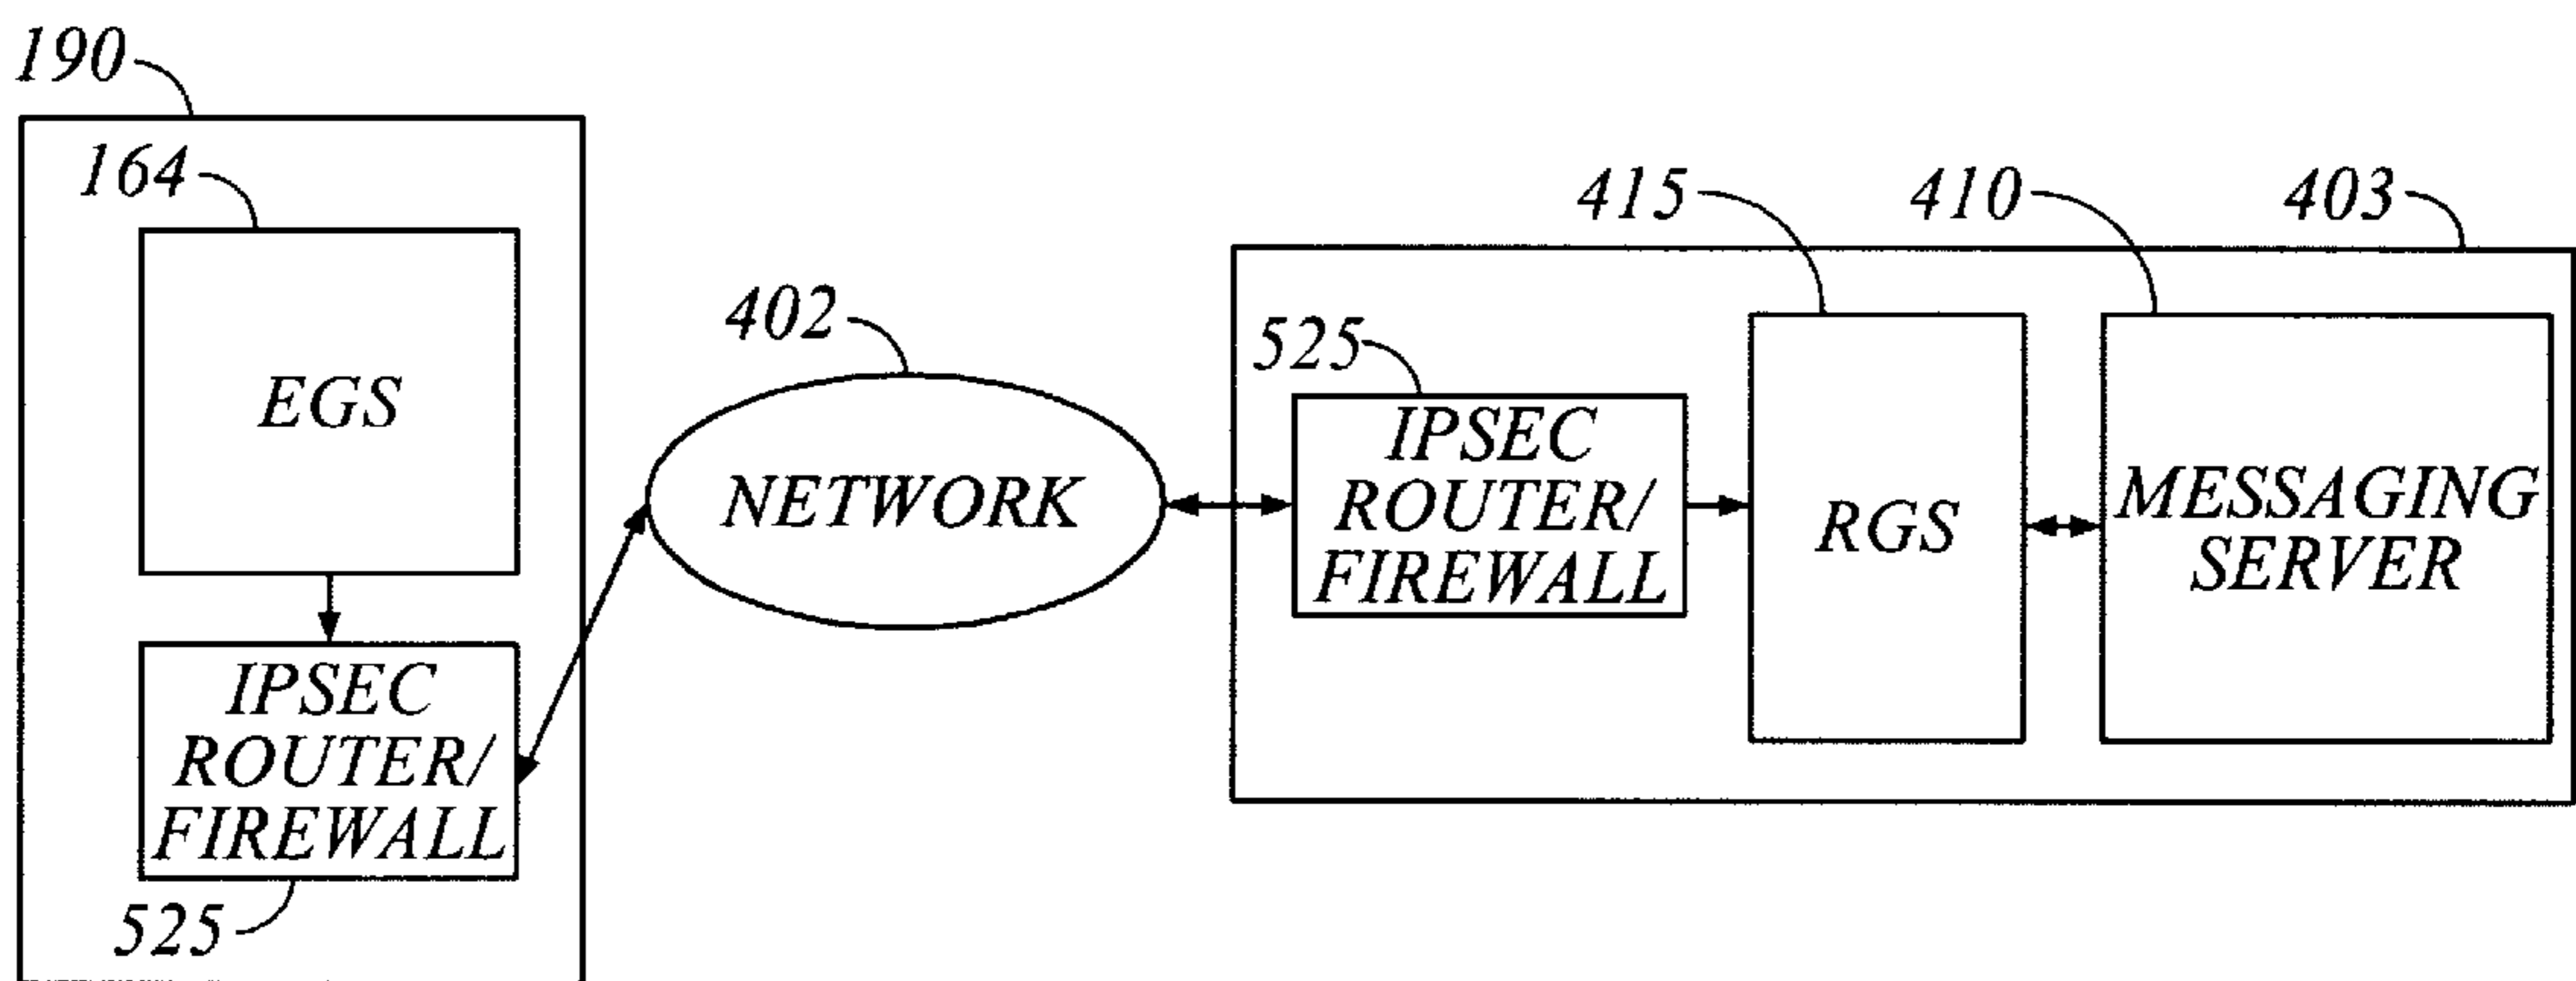 190
164
EGS
IPSEC
ROUTER/
FIREWALL
525
402
NETWORK
415
410
403
525
IPSEC
ROUTER/
FIREWALL
RGS
MESSAGING
SERVER